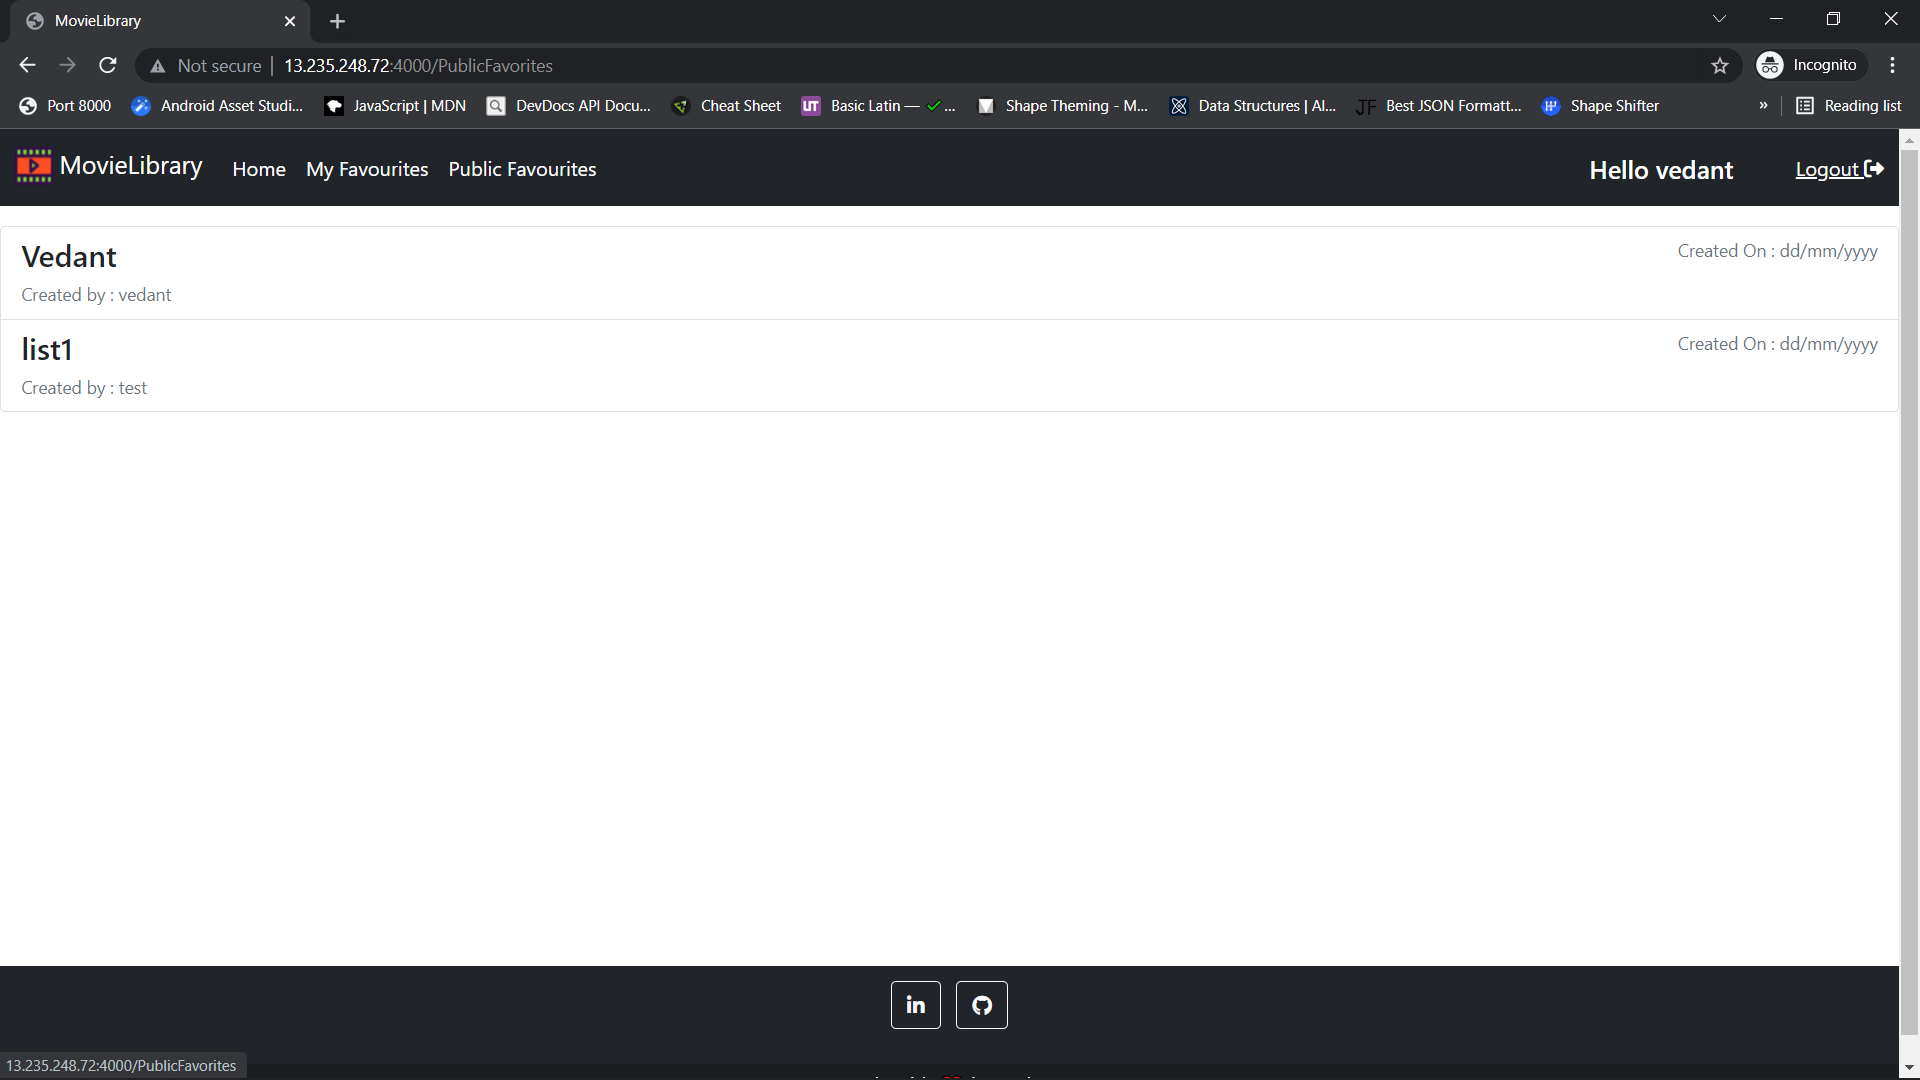 MovieLibrary
Not secure 13.235.248.72:4000/PublicFavorites Incognito
Port 8000 Android Asset Studi... JavaScript | MDN DevDocs API Docu... Cheat Sheet UT Basic Latin — ✔ ... Shape Theming - M... Data Structures | Al... JF Best JSON Formatt... Shape Shifter » Reading list
MovieLibrary Home My Favourites Public Favourites Hello vedant Logout
Vedant Created On : dd/mm/yyyy
Created by : vedant
list1 Created On : dd/mm/yyyy
Created by : test
in
13.235.248.72:4000/PublicFavorites